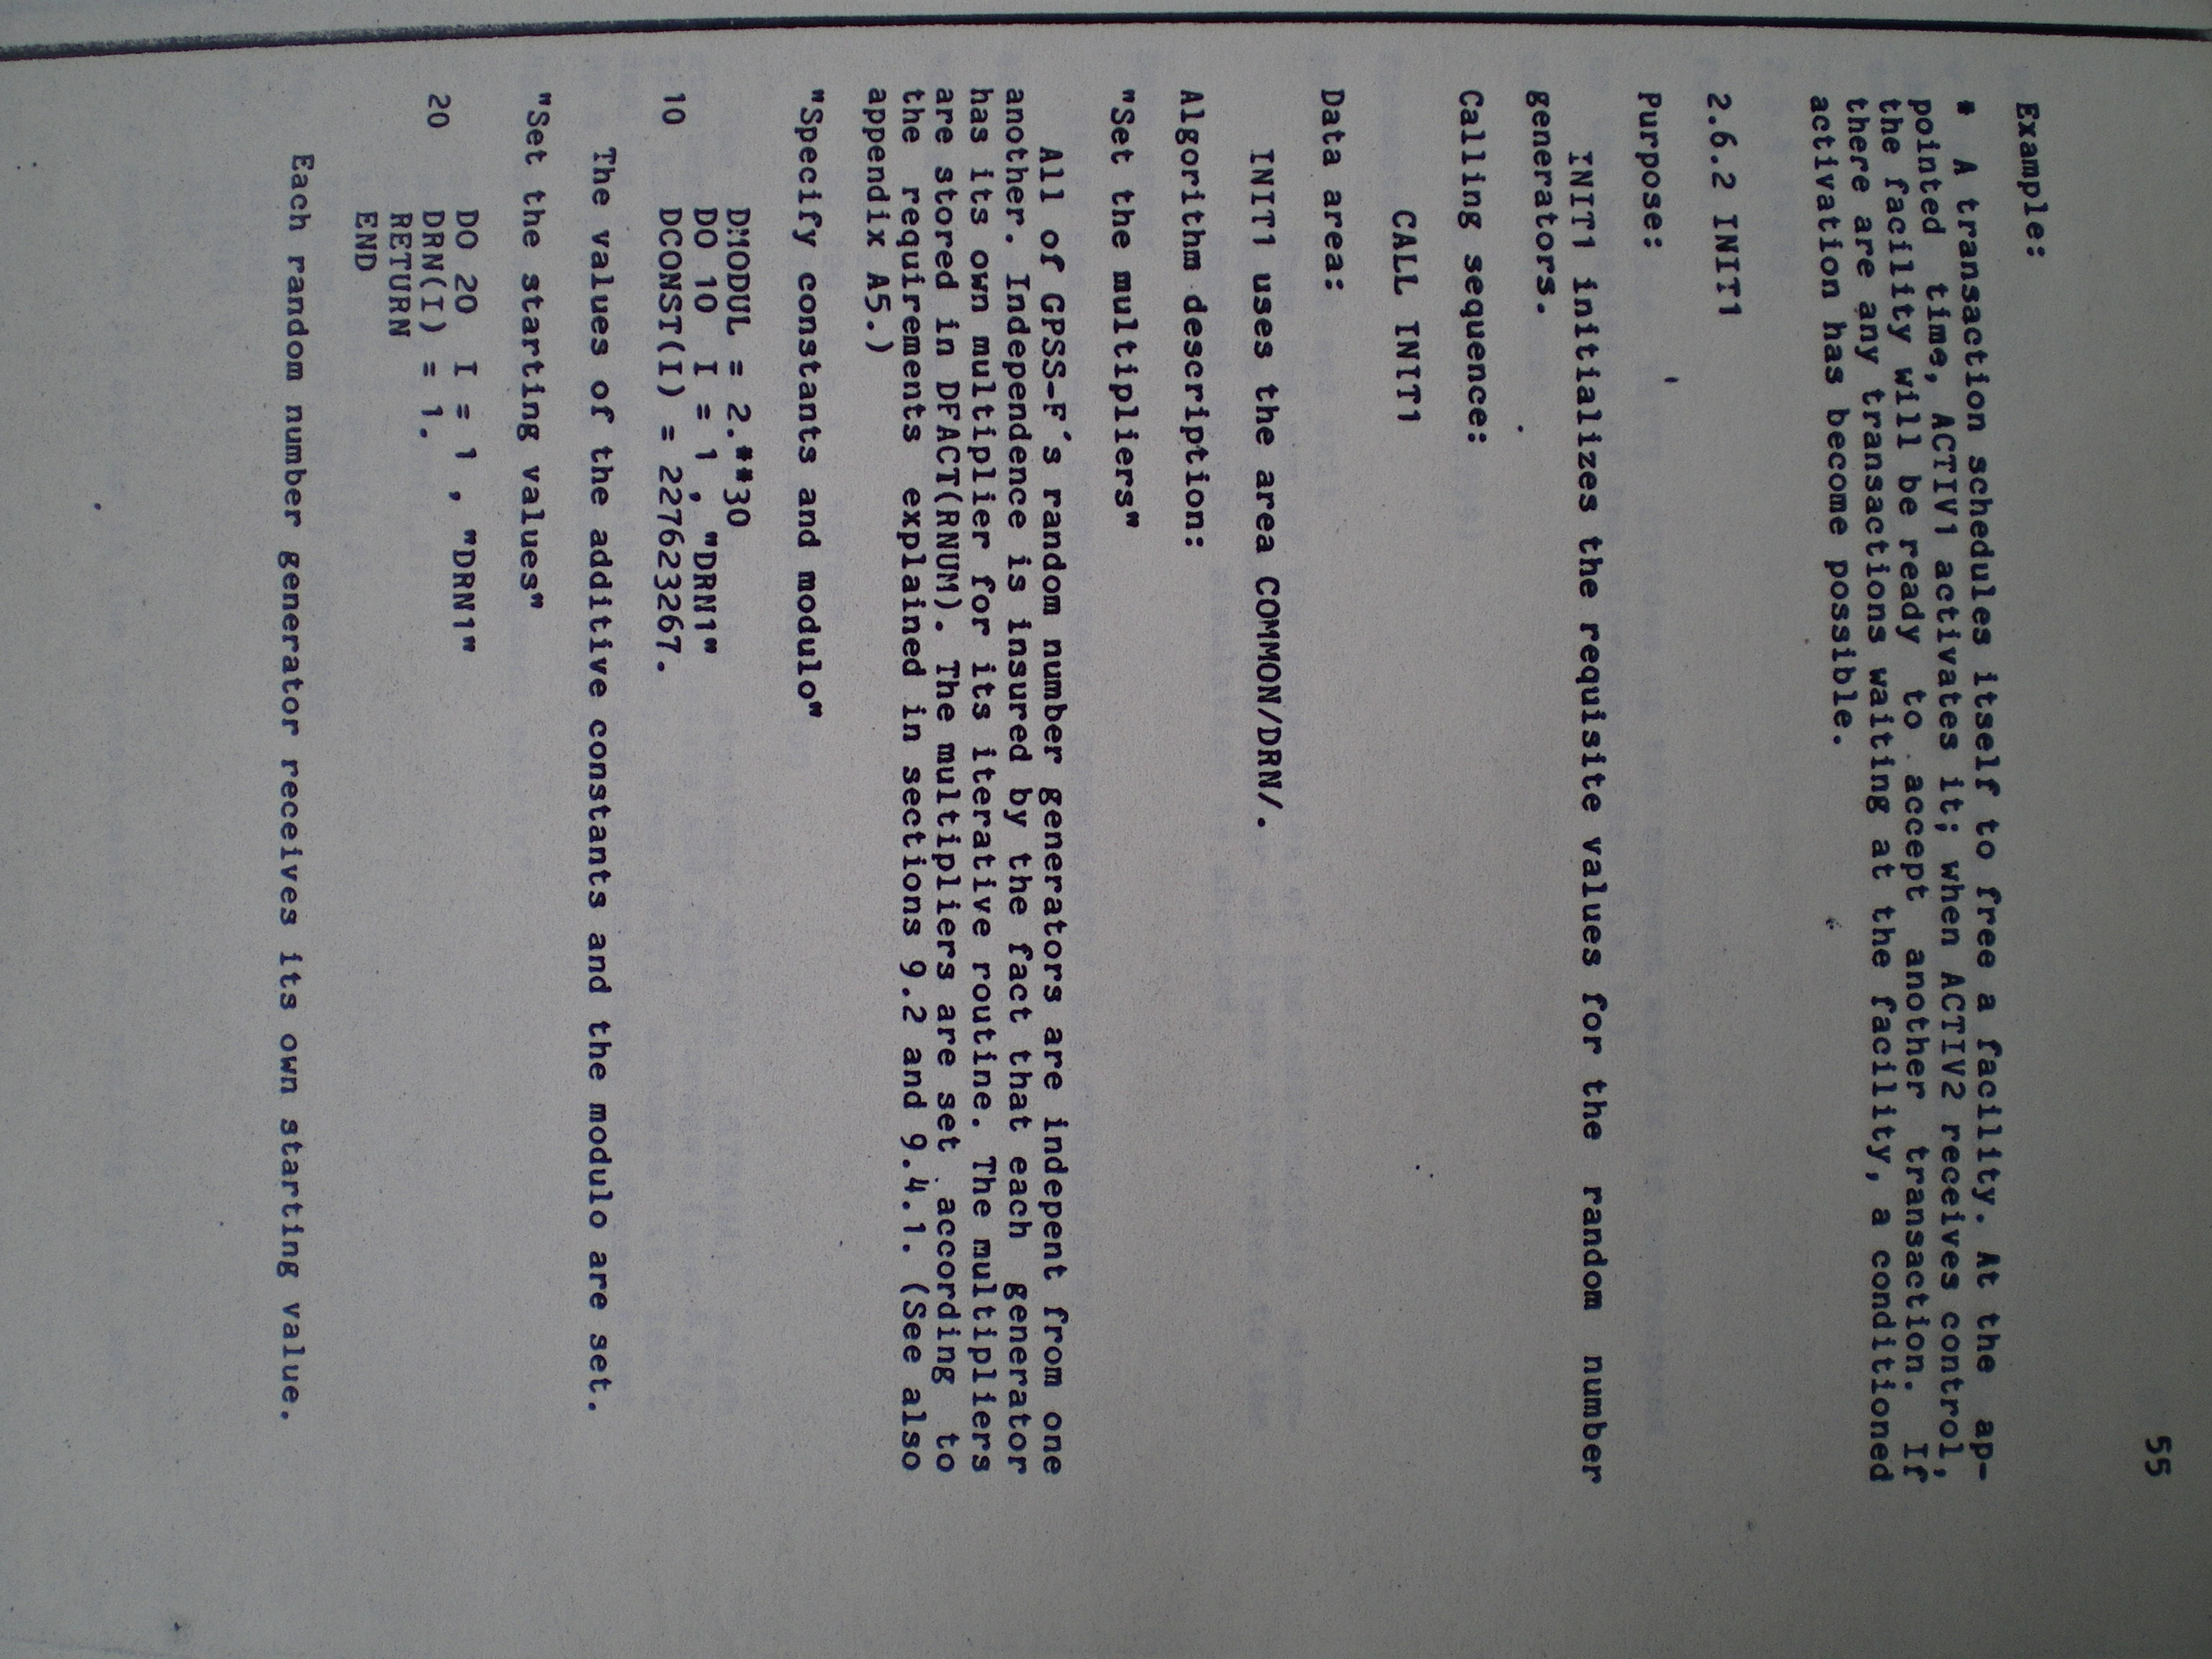 55
Example:
* A transaction schedules itself to free a facility. At the ap-
pointed time, ACTIV1 activates it; when ACTIV2 receives control,
the facility will be ready to accept another transaction. If
there are any transactions waiting at the facility, a conditioned
activation has become possible.
2.6.2 INIT1
Purpose:
INIT1 initializes the requisite values for the random number
generators.
Calling sequence:
CALL INIT1
Data area:
INIT1 uses the area COMMON/DRN/.
Algorithm description:
"Set the multipliers"
All of GPSS-F's random number generators are indepent from one
another. Independence is insured by the fact that each generator
has its own multiplier for its iterative routine. The multipliers
are stored in DFACT(RNUM). The multipliers are set according to
the requirements explained in sections 9.2 and 9.4.1. (See also
appendix A5.)
"Specify constants and modulo"
DMODUL = 2.**30
DO 10 I = 1, "DRN1"
10 DCONST(I) = 227623267.
The values of the additive constants and the modulo are set.
"Set the starting values"
DO 20 I = 1 , "DRN1"
20 DRN(I) = 1.
RETURN
END
Each random number generator receives its own starting value.